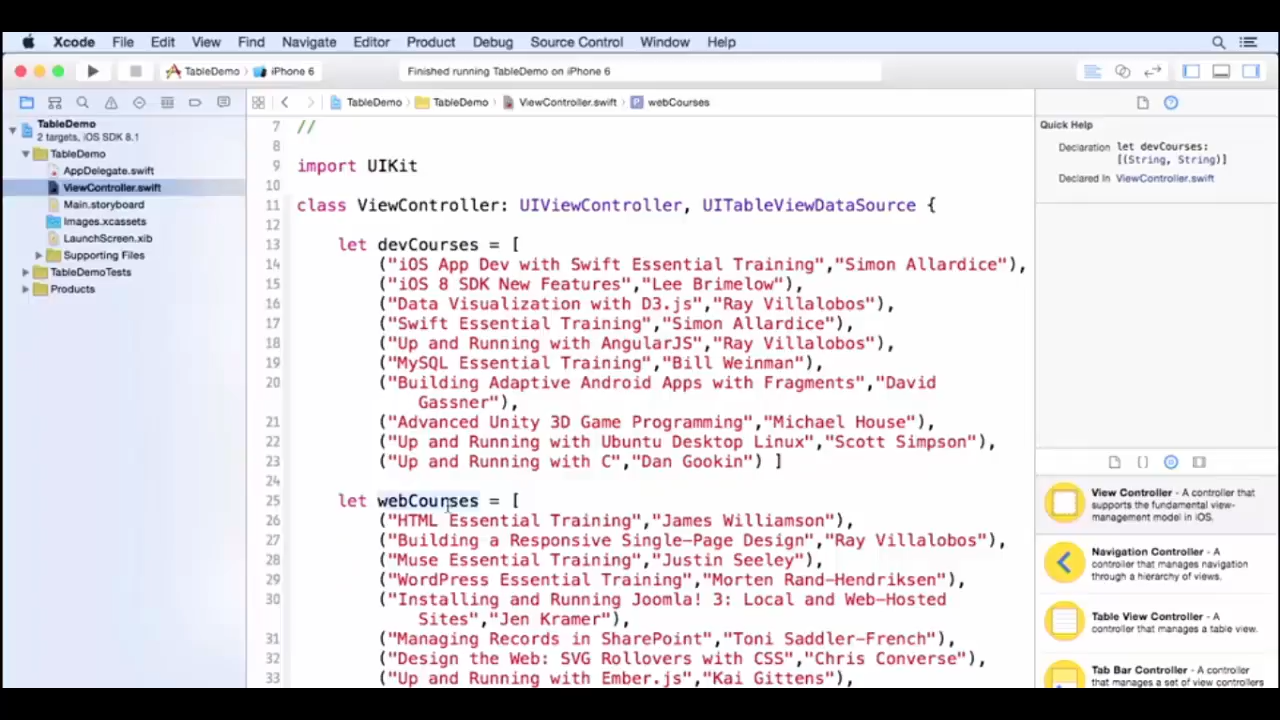 Xcode File Edit View Find Navigate Editor Product Debug Source Control Window Help
TableDemo iPhone 6 Finished running TableDemo on iPhone 6
TableDemo TableDemo ViewController.swift P webCourses
TableDemo
2 targets, iOS SDK 8.1
TableDemo
AppDelegate.swift
ViewController.swift
Main.storyboard
Images.xcassets
LaunchScreen.xib
Supporting Files
TableDemoTests
Products
7 //
8
9 import UIKit
10
11 class ViewController: UIViewController, UITableViewDataSource {
12
13 let devCourses = [
14 ("iOS App Dev with Swift Essential Training","Simon Allardice"),
15 ("iOS 8 SDK New Features","Lee Brimelow"),
16 ("Data Visualization with D3.js","Ray Villalobos"),
17 ("Swift Essential Training","Simon Allardice"),
18 ("Up and Running with AngularJS","Ray Villalobos"),
19 ("MySQL Essential Training","Bill Weinman"),
20 ("Building Adaptive Android Apps with Fragments","David
Gassner"),
21 ("Advanced Unity 3D Game Programming","Michael House"),
22 ("Up and Running with Ubuntu Desktop Linux","Scott Simpson"),
23 ("Up and Running with C","Dan Gookin") ]
24
25 let webCourses = [
26 ("HTML Essential Training","James Williamson"),
27 ("Building a Responsive Single-Page Design","Ray Villalobos"),
28 ("Muse Essential Training","Justin Seeley"),
29 ("WordPress Essential Training","Morten Rand-Hendriksen"),
30 ("Installing and Running Joomla! 3: Local and Web-Hosted
Sites","Jen Kramer"),
31 ("Managing Records in SharePoint","Toni Saddler-French"),
32 ("Design the Web: SVG Rollovers with CSS","Chris Converse"),
33 ("Up and Running with Ember.js","Kai Gittens"),
Quick Help
Declaration let devCourses:
[(String, String)]
Declared In ViewController.swift
View Controller - A controller that
supports the fundamental view-
management model in iOS.
Navigation Controller - A
controller that manages navigation
through a hierarchy of views.
Table View Controller - A
controller that manages a table view.
Tab Bar Controller - A controller
that manages a set of view controllers